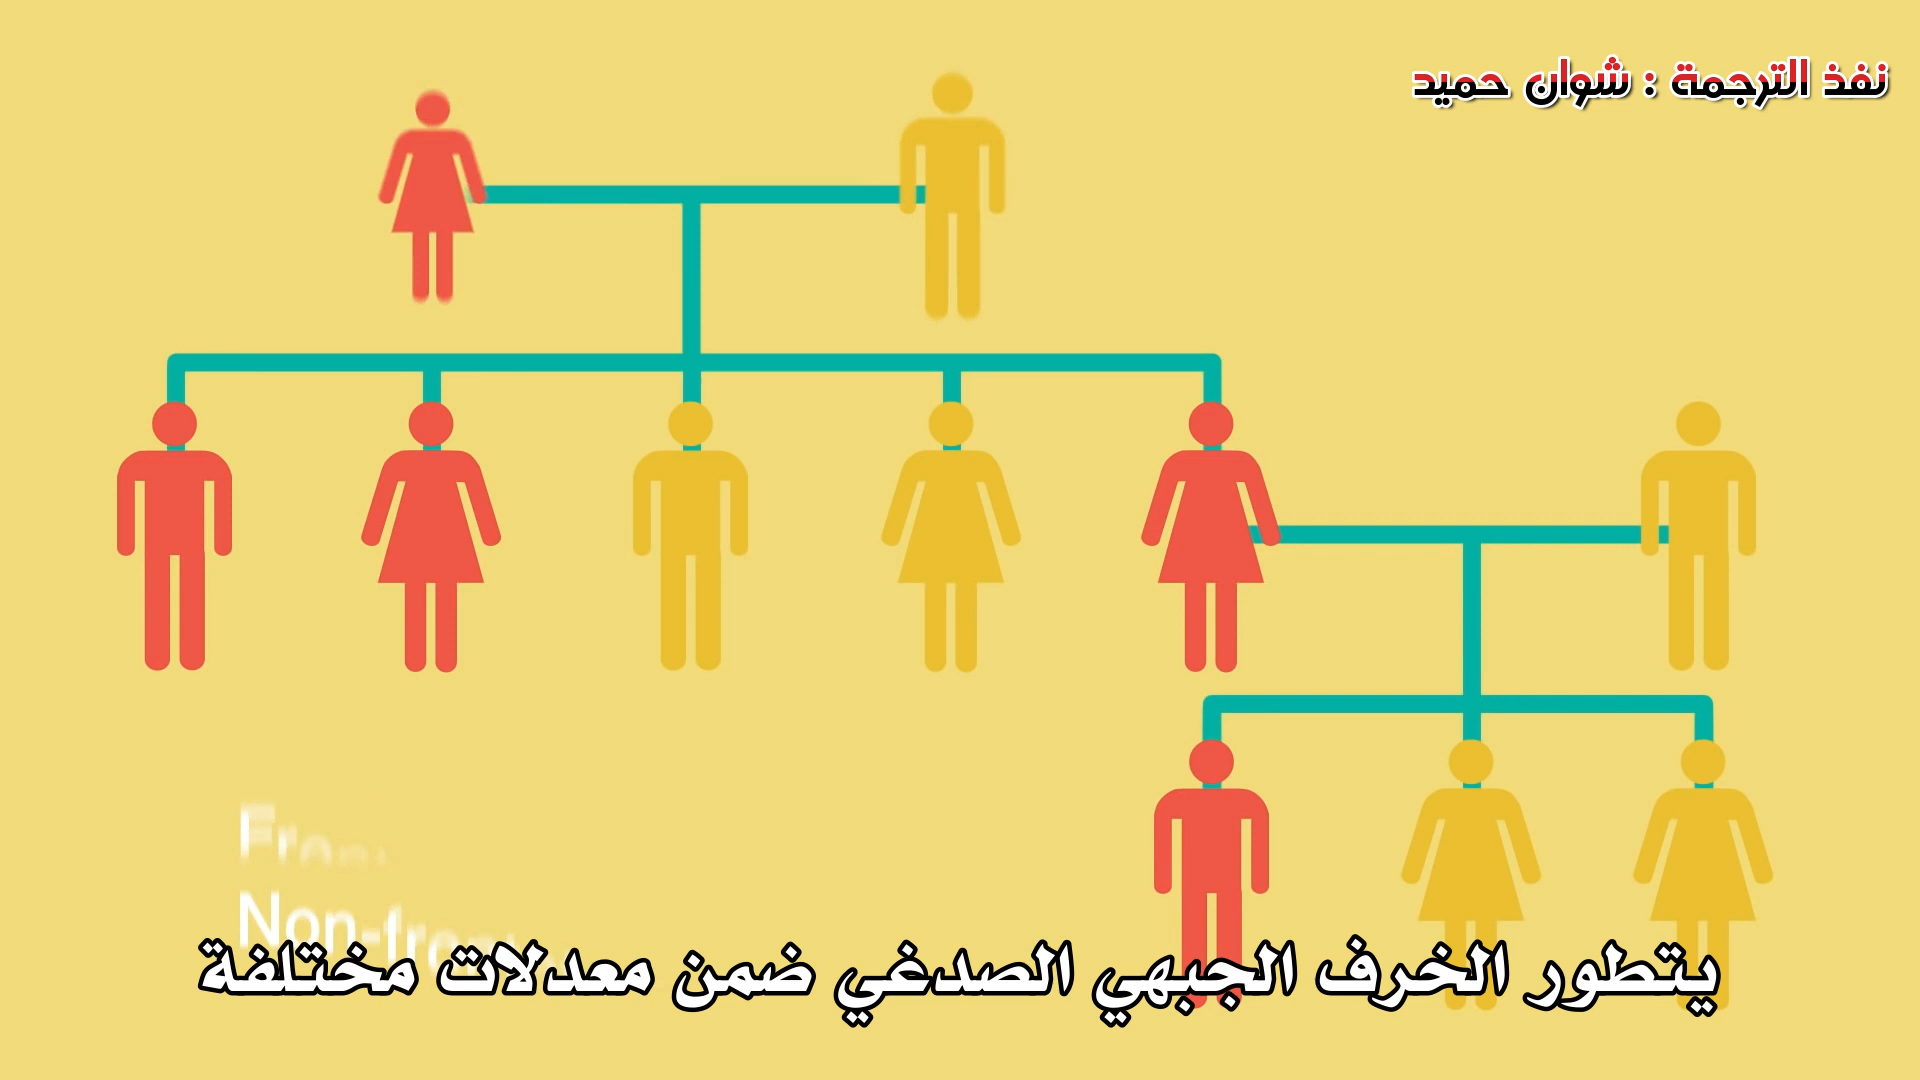 نفذ الترجمة : شوان حميد
يتطور الخرف الجبهي الصدغي ضمن معدلات مختلفة